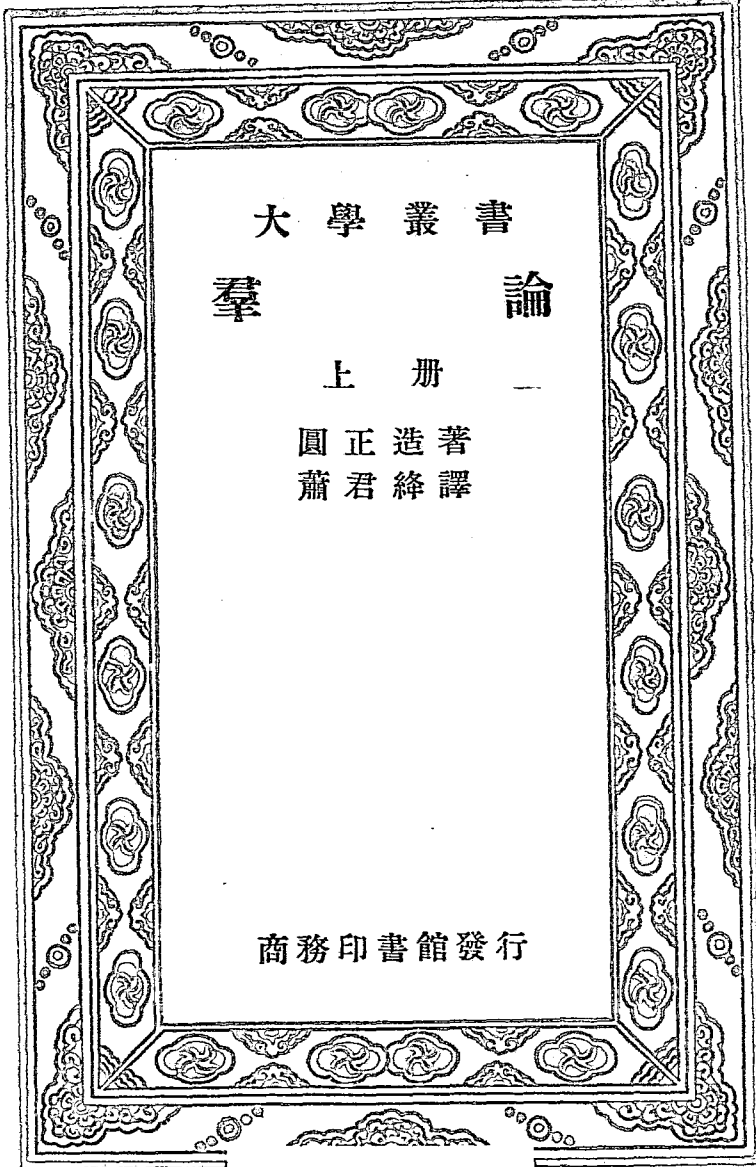 大學叢書
羣論
上册
圓正造著
蕭君絳譯
商務印書館發行